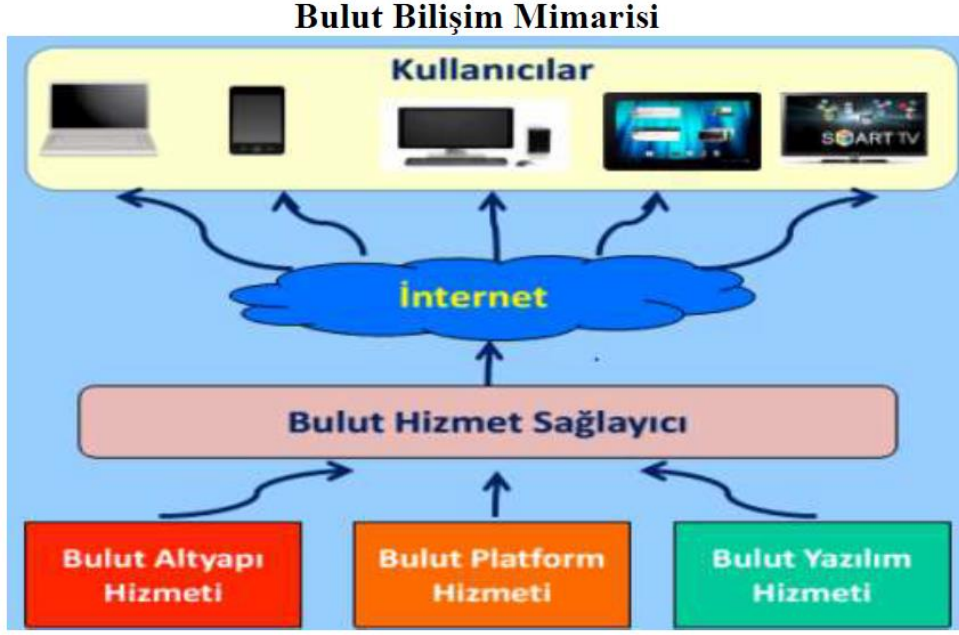 Bulut Bilişim Mimarisi
Kullanıcılar
SMART TV
İnternet
Bulut Hizmet Sağlayıcı
Bulut Altyapı
Hizmeti
Bulut Platform
Hizmeti
Bulut Yazılım
Hizmeti